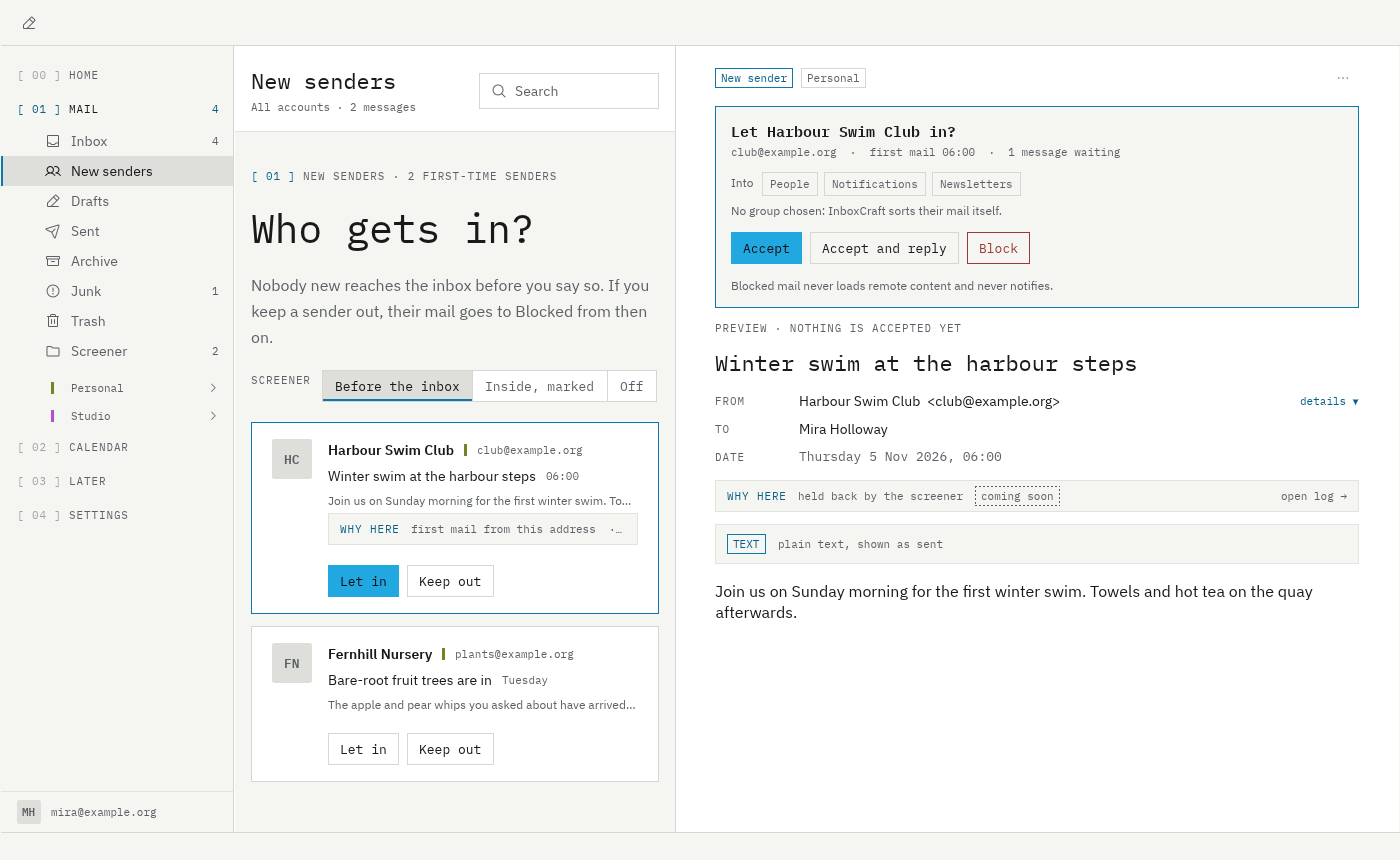 [ 00 ] HOME
[ 01 ] MAIL 4
Inbox 4
New senders
Drafts
Sent
Archive
Junk 1
Trash
Screener 2
Personal
Studio
[ 02 ] CALENDAR
[ 03 ] LATER
[ 04 ] SETTINGS
MH mira@example.org
New senders
All accounts · 2 messages
Search
[ 01 ] NEW SENDERS · 2 FIRST-TIME SENDERS
Who gets in?
Nobody new reaches the inbox before you say so. If you
keep a sender out, their mail goes to Blocked from then
on.
SCREENER Before the inbox Inside, marked Off
HC Harbour Swim Club club@example.org
Winter swim at the harbour steps 06:00
Join us on Sunday morning for the first winter swim. To…
WHY HERE first mail from this address ·…
Let in Keep out
FN Fernhill Nursery plants@example.org
Bare-root fruit trees are in Tuesday
The apple and pear whips you asked about have arrived…
Let in Keep out
New sender Personal ···
Let Harbour Swim Club in?
club@example.org · first mail 06:00 · 1 message waiting
Into People Notifications Newsletters
No group chosen: InboxCraft sorts their mail itself.
Accept Accept and reply Block
Blocked mail never loads remote content and never notifies.
PREVIEW · NOTHING IS ACCEPTED YET
Winter swim at the harbour steps
FROM Harbour Swim Club <club@example.org> details ▾
TO Mira Holloway
DATE Thursday 5 Nov 2026, 06:00
WHY HERE held back by the screener coming soon open log →
TEXT plain text, shown as sent
Join us on Sunday morning for the first winter swim. Towels and hot tea on the quay
afterwards.